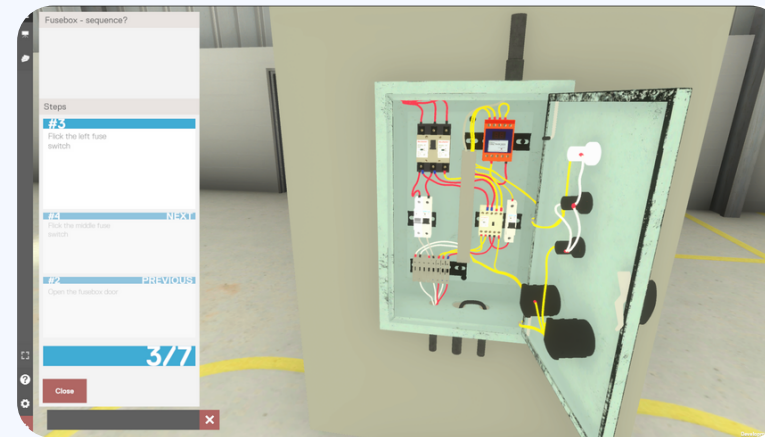 Fusebox - sequence?
Steps
#3
Flick the left fuse
switch
#4 NEXT
Flick the middle fuse
switch
#2 PREVIOUS
Open the fusebox door
3/7
Close